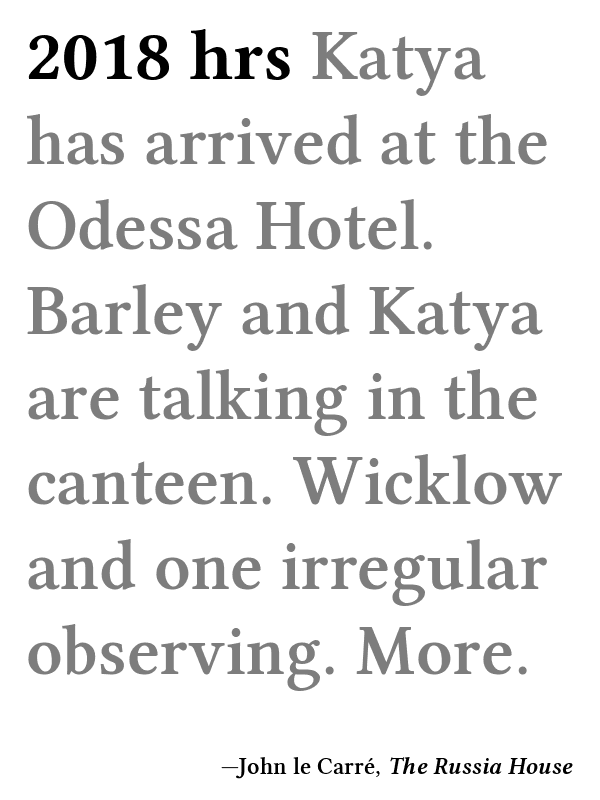 2018 hrs Katya
has arrived at the
Odessa Hotel.
Barley and Katya
are talking in the
canteen. Wicklow
and one irregular
observing. More.
—John le Carré, The Russia House